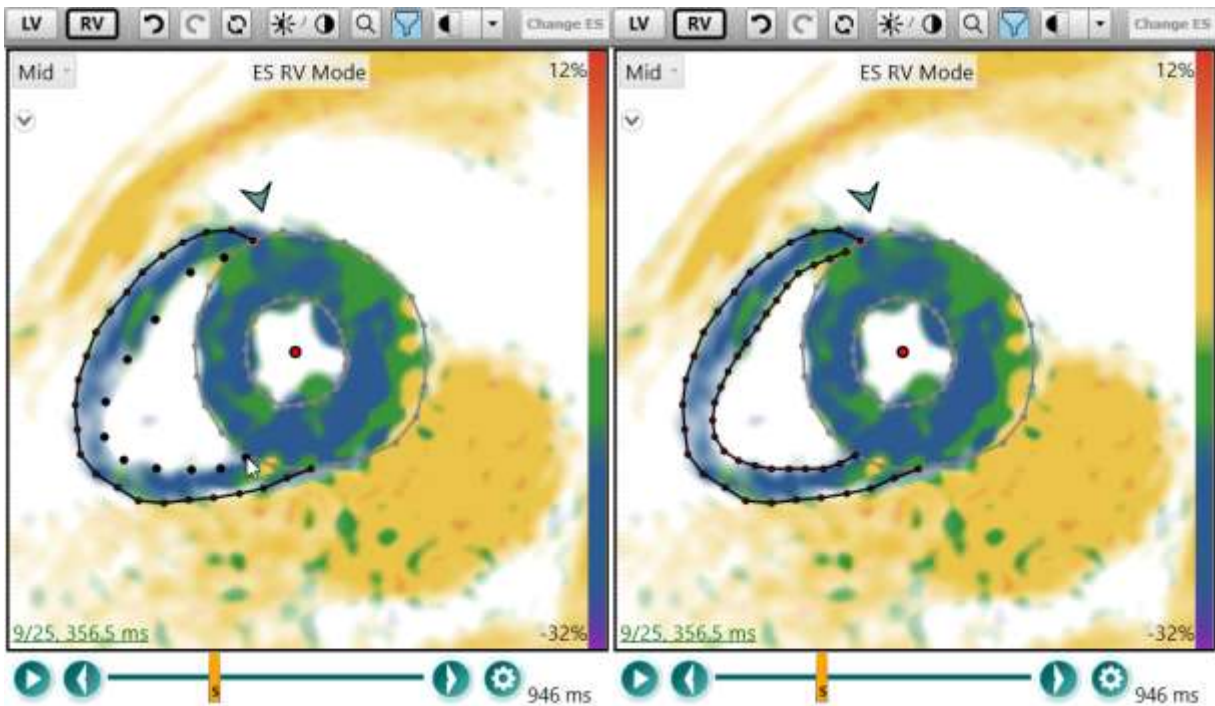 LV RV Change ES
Mid ES RV Mode 12%
9/25, 356.5 ms -32%
S
946 ms
LV RV Change ES
Mid ES RV Mode 12%
9/25, 356.5 ms -32%
S
946 ms